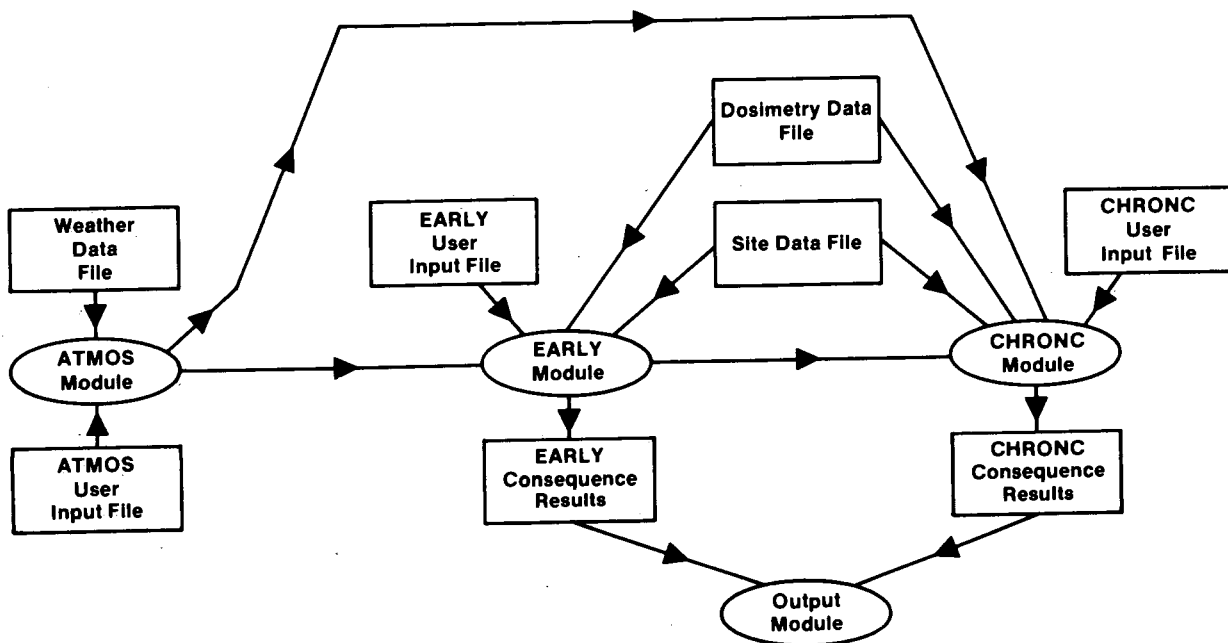 Dosimetry Data
File
Weather
Data
File
EARLY
User
Input File
Site Data File
CHRONC
User
Input File
ATMOS
Module
EARLY
Module
CHRONC
Module
ATMOS
User
Input File
EARLY
Consequence
Results
CHRONC
Consequence
Results
Output
Module